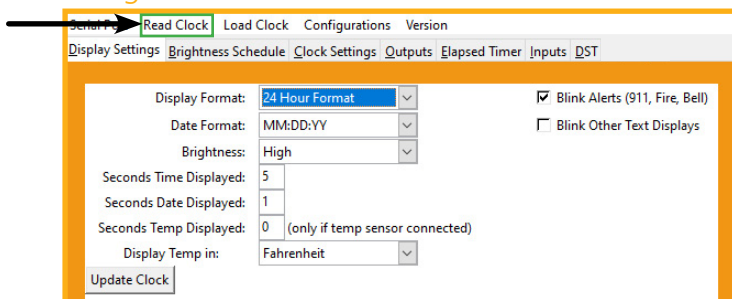 Read Clock Load Clock Configurations Version
Display Settings Brightness Schedule Clock Settings Outputs Elapsed Timer Inputs DST
Display Format: 24 Hour Format Blink Alerts (911, Fire, Bell)
Date Format: MM:DD:YY Blink Other Text Displays
Brightness: High
Seconds Time Displayed: 5
Seconds Date Displayed: 1
Seconds Temp Displayed: 0 (only if temp sensor connected)
Display Temp in: Fahrenheit
Update Clock